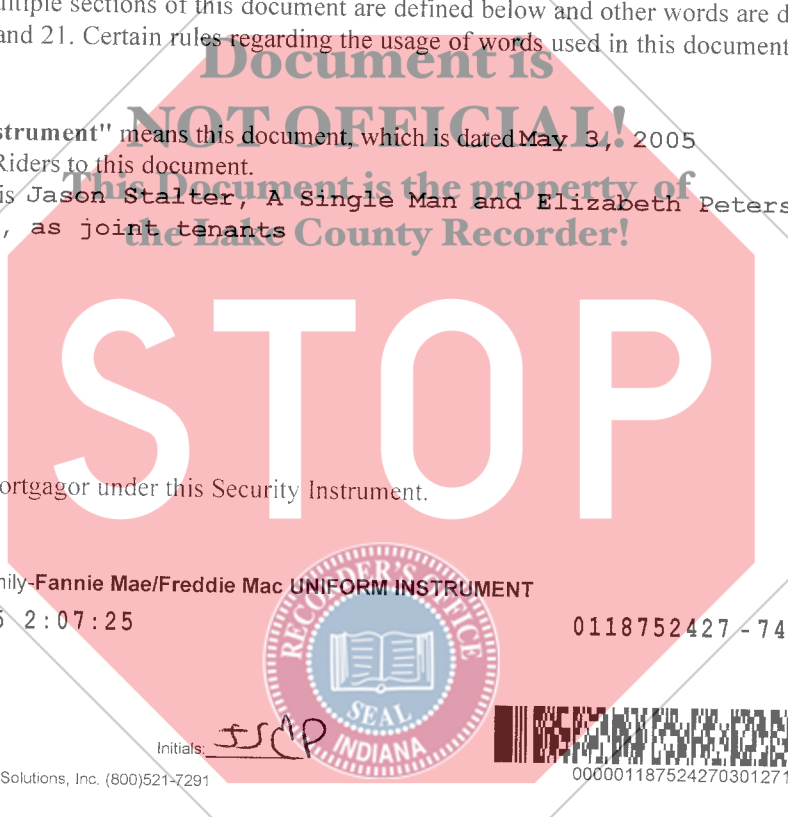 ultiple sections of this document are defined below and other words are d
and 21. Certain rules regarding the usage of words used in this document
Document is
NOT OFFICIAL!
strument" means this document, which is dated May 3, 2005
Riders to this document.
This Document is the property of
is Jason Stalter, A Single Man and Elizabeth Peters
, as joint tenants
the Lake County Recorder!
STOP
ortgagor under this Security Instrument.
mily-Fannie Mae/Freddie Mac UNIFORM INSTRUMENT
5 2:07:25
0118752427 - 74
RECORDER'S OFFICE
SEAL
INDIANA
Initials:
Solutions, Inc. (800)521-7291
00000118752427030127